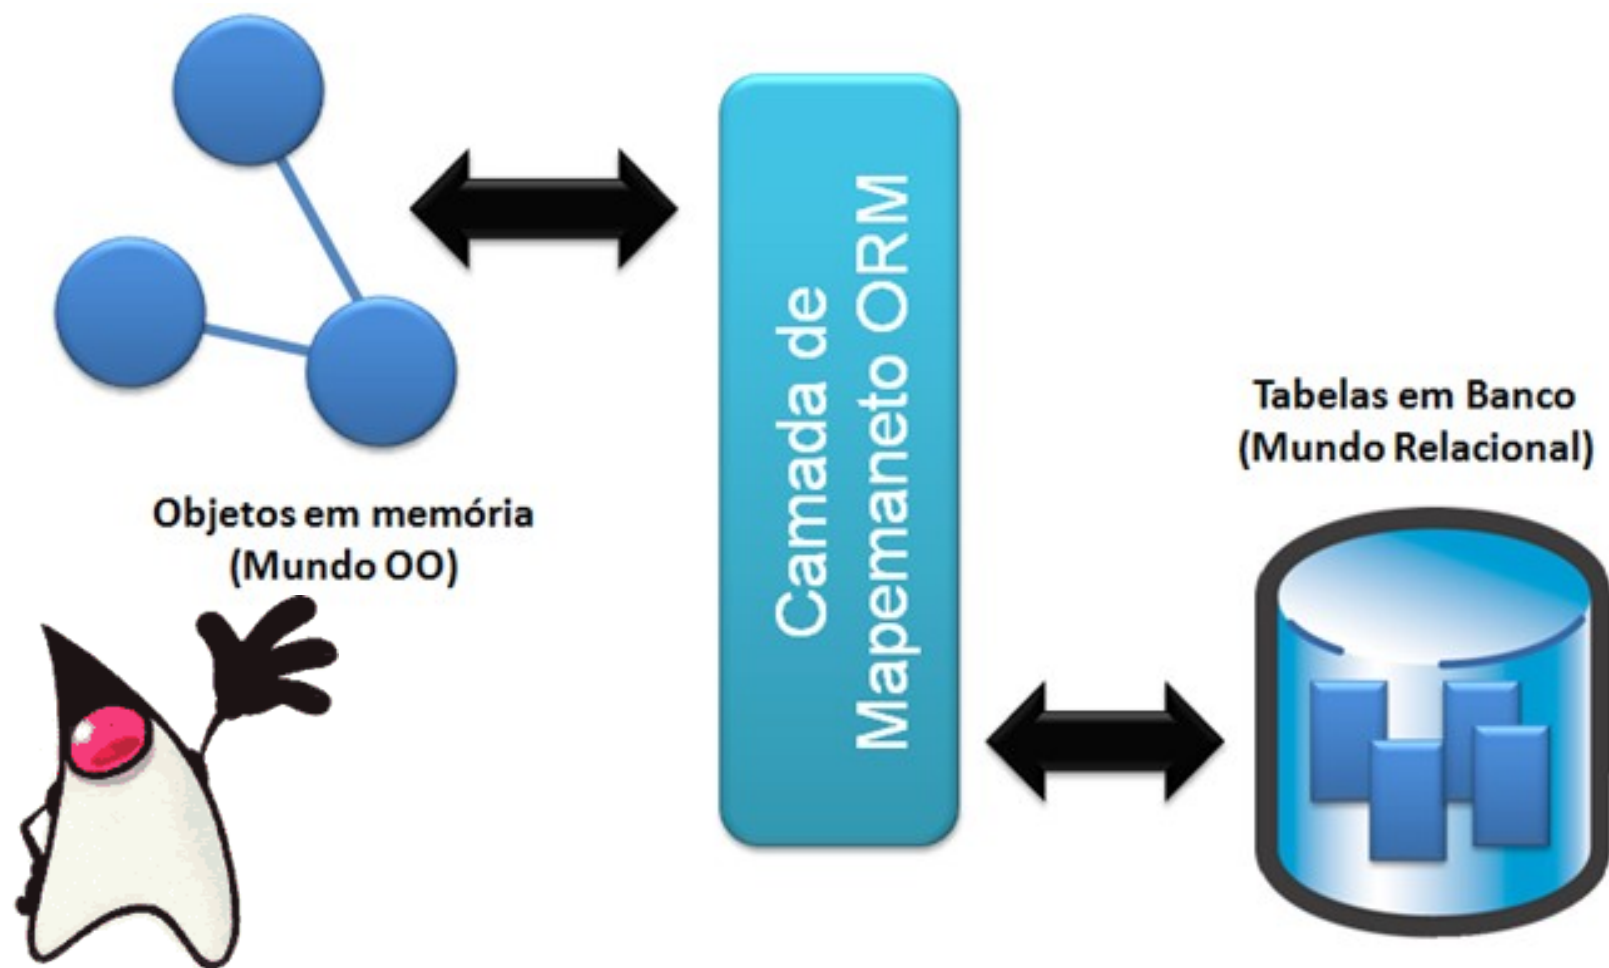 Objetos em memória
(Mundo OO)
Camada de
Mapemaneto ORM
Tabelas em Banco
(Mundo Relacional)